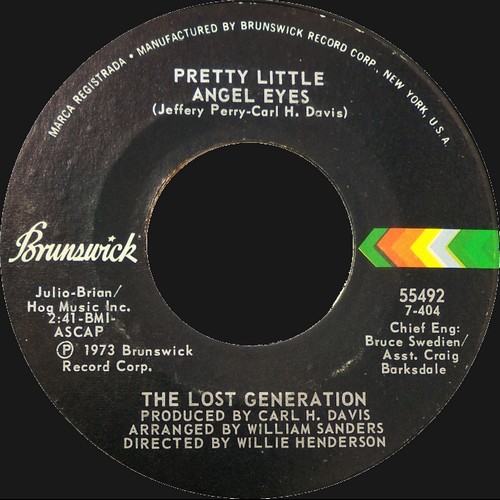 MARCA REGISTRADA • MANUFACTURED BY BRUNSWICK RECORD CORP., NEW YORK, U.S.A.
PRETTY LITTLE
ANGEL EYES
(Jeffery Perry-Carl H. Davis)
Brunswick
Julio-Brian/
Hog Music Inc.
2:41-BMI-
ASCAP
Ⓟ 1973 Brunswick
Record Corp.
55492
7-404
Chief Eng:
Bruce Swedien/
Asst. Craig
Barksdale
THE LOST GENERATION
PRODUCED BY CARL H. DAVIS
ARRANGED BY WILLIAM SANDERS
DIRECTED BY WILLIE HENDERSON